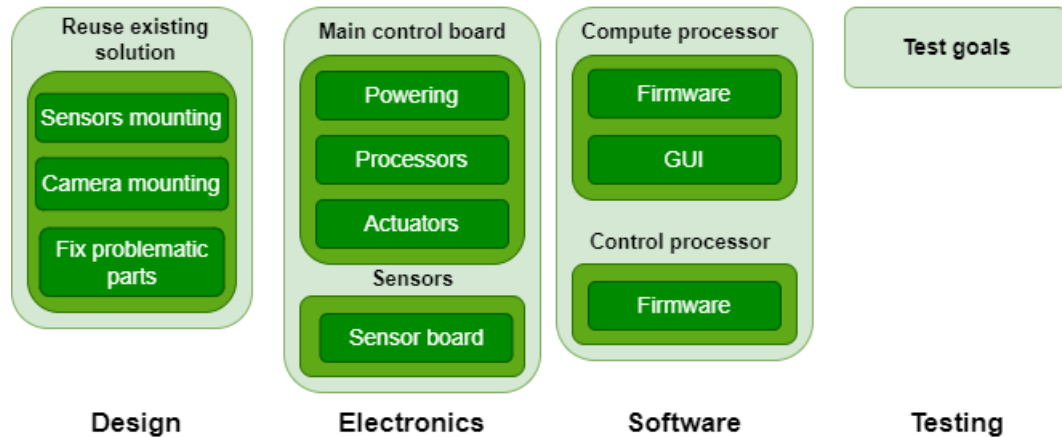 Reuse existing
solution
Sensors mounting
Camera mounting
Fix problematic
parts
Design
Main control board
Powering
Processors
Actuators
Sensors
Sensor board
Electronics
Compute processor
Firmware
GUI
Control processor
Firmware
Software
Test goals
Testing